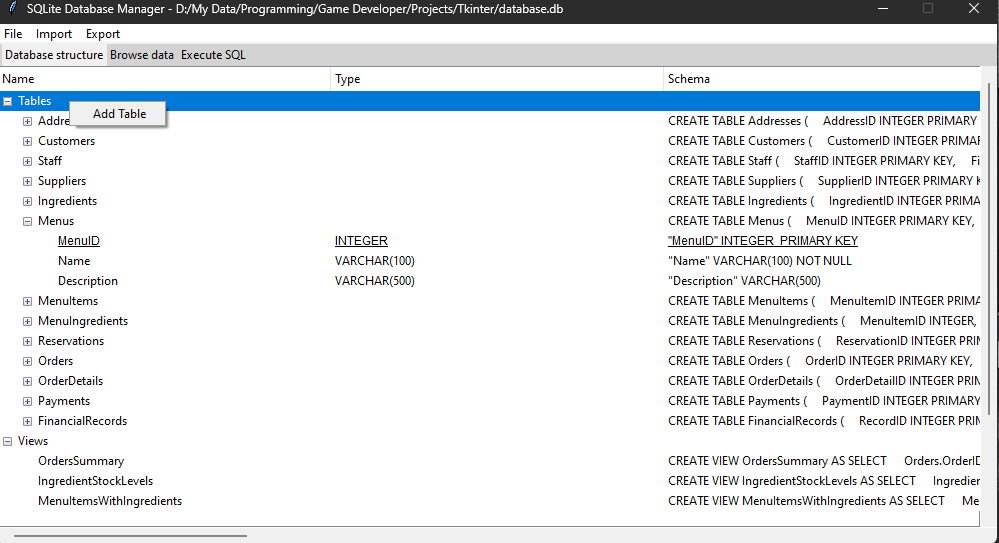 SQLite Database Manager - D:/My Data/Programming/Game Developer/Projects/Tkinter/database.db
File Import Export
Database structure Browse data Execute SQL
Name Type Schema
Tables
Add Table
CREATE TABLE Addresses ( AddressID INTEGER PRIMARY
Customers CREATE TABLE Customers ( CustomerID INTEGER PRIMAR
Staff CREATE TABLE Staff ( StaffID INTEGER PRIMARY KEY, Fi
Suppliers CREATE TABLE Suppliers ( SupplierID INTEGER PRIMARY K
Ingredients CREATE TABLE Ingredients ( IngredientID INTEGER PRIMAR
Menus CREATE TABLE Menus ( MenuID INTEGER PRIMARY KEY,
MenuID INTEGER "MenuID" INTEGER PRIMARY KEY
Name VARCHAR(100) "Name" VARCHAR(100) NOT NULL
Description VARCHAR(500) "Description" VARCHAR(500)
MenuItems CREATE TABLE MenuItems ( MenuItemID INTEGER PRIMA
MenuIngredients CREATE TABLE MenuIngredients ( MenuItemID INTEGER,
Reservations CREATE TABLE Reservations ( ReservationID INTEGER PRI
Orders CREATE TABLE Orders ( OrderID INTEGER PRIMARY KEY,
OrderDetails CREATE TABLE OrderDetails ( OrderDetailID INTEGER PRIM
Payments CREATE TABLE Payments ( PaymentID INTEGER PRIMARY
FinancialRecords CREATE TABLE FinancialRecords ( RecordID INTEGER PRIM
Views
OrdersSummary CREATE VIEW OrdersSummary AS SELECT Orders.OrderID
IngredientStockLevels CREATE VIEW IngredientStockLevels AS SELECT Ingredien
MenuItemsWithIngredients CREATE VIEW MenuItemsWithIngredients AS SELECT Me